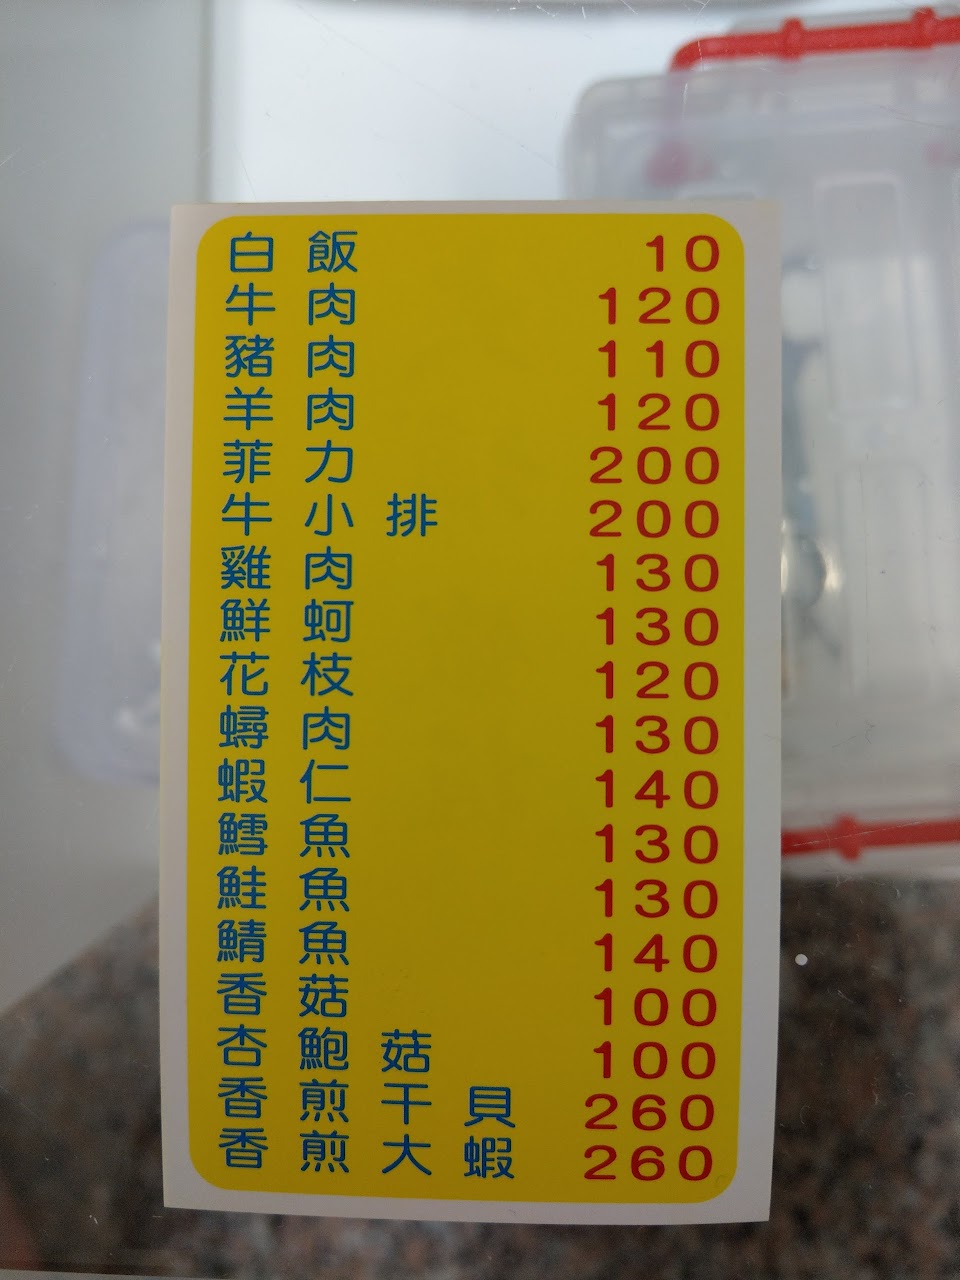 白飯 10
牛肉 120
豬肉 110
羊肉 120
菲力 200
牛小排 200
雞肉 130
鮮蚵 130
花枝 120
蟳肉 130
蝦仁 140
鱈魚 130
鮭魚 130
鯖魚 140
香菇 100
杏鮑菇 100
香煎干貝 260
香煎大蝦 260